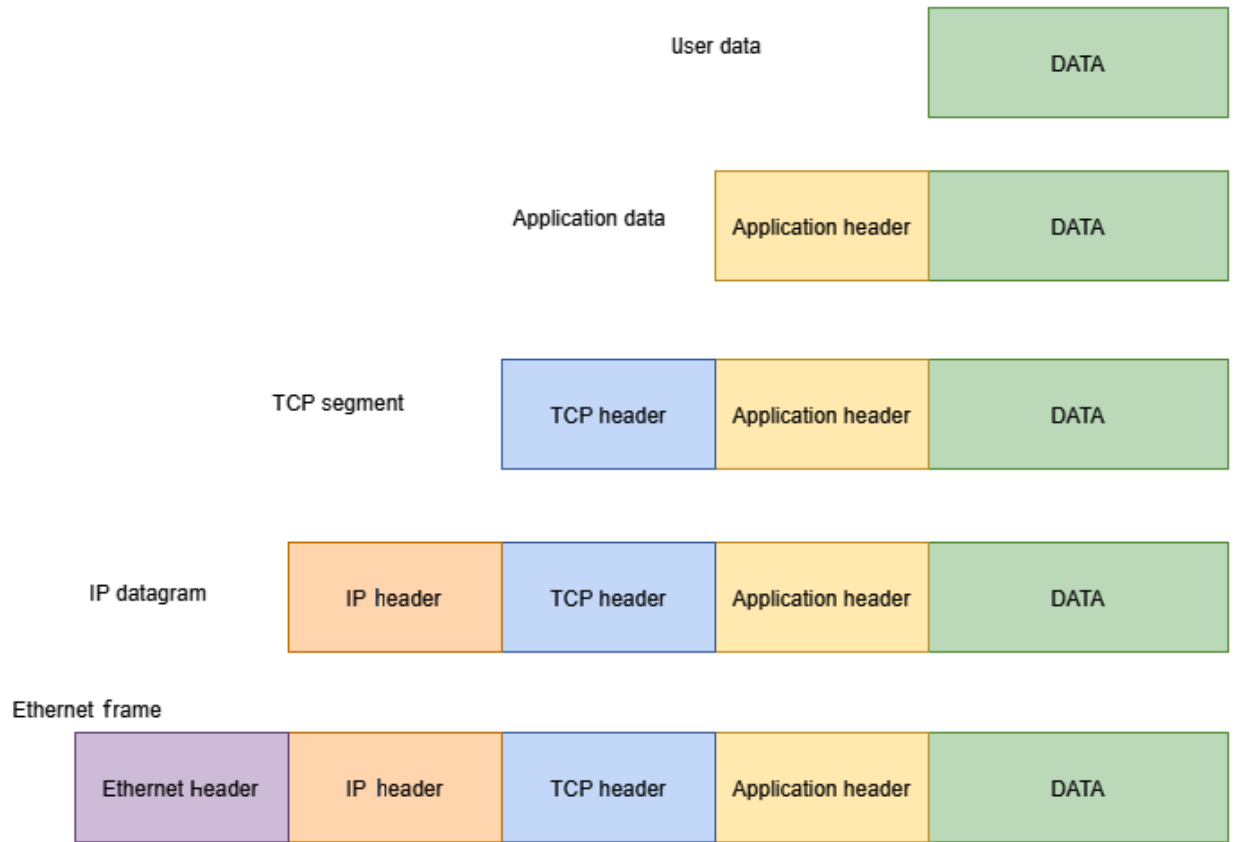 User data
DATA
Application data
Application header
DATA
TCP segment
TCP header
Application header
DATA
IP datagram
IP header
TCP header
Application header
DATA
Ethernet frame
Ethernet Header
IP header
TCP header
Application header
DATA